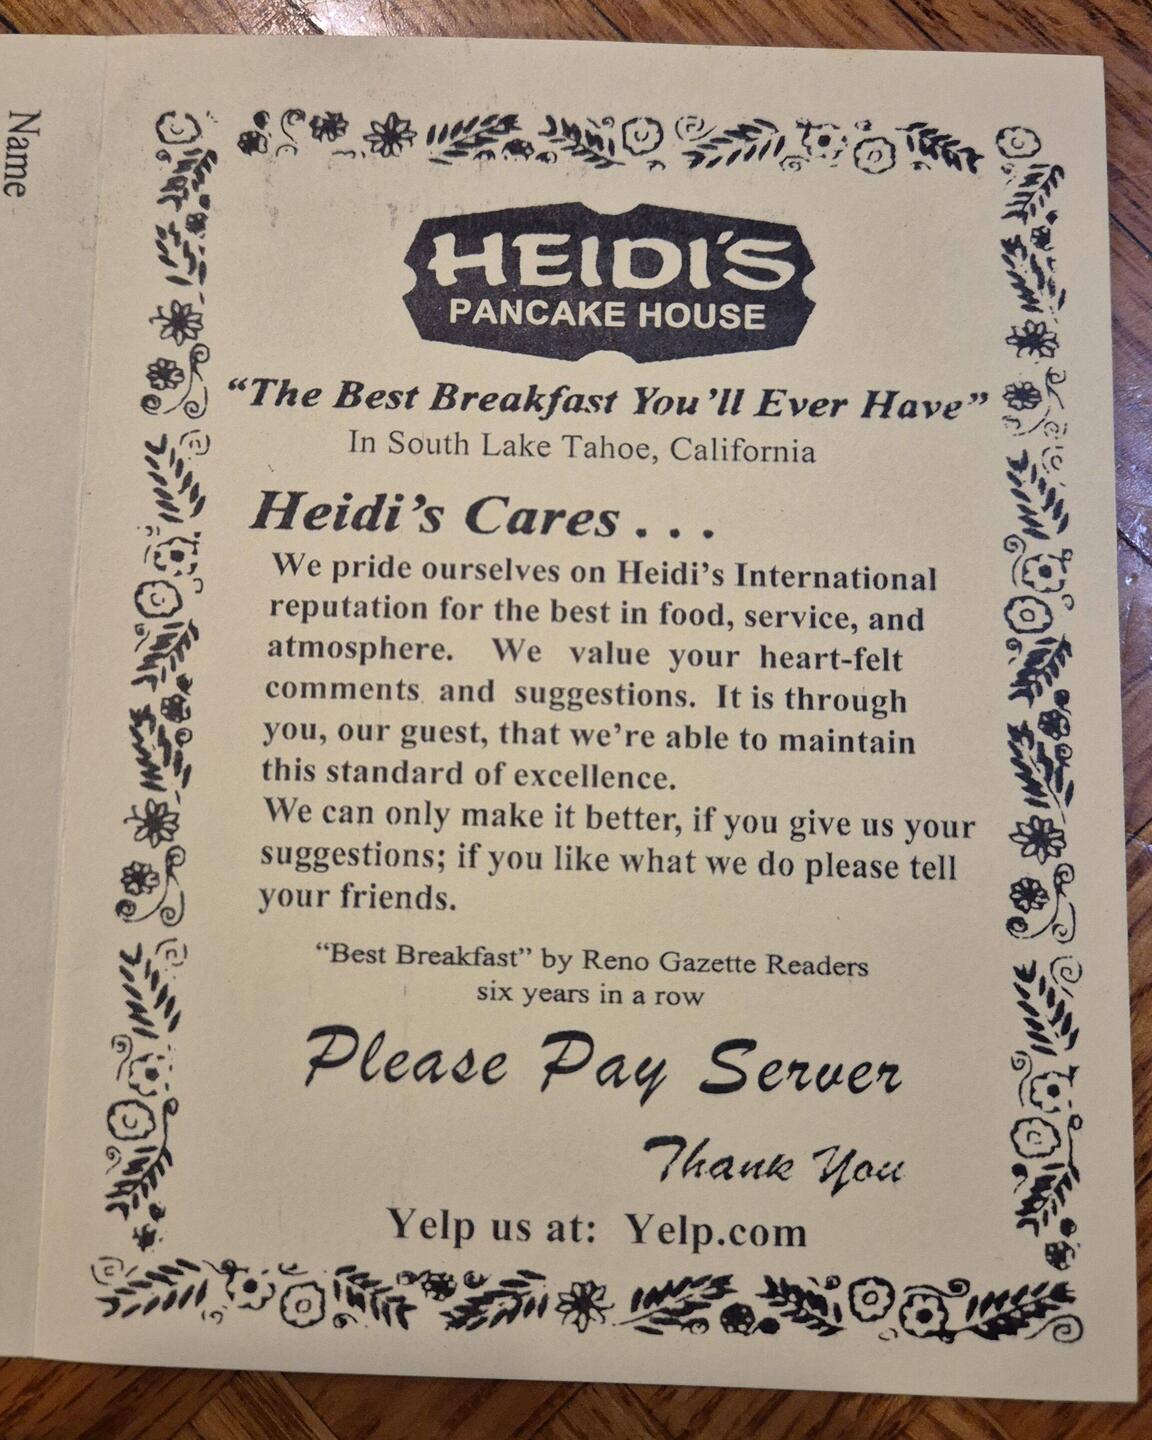 Name
HEIDI'S
PANCAKE HOUSE
“The Best Breakfast You’ll Ever Have”
In South Lake Tahoe, California
Heidi’s Cares . . .
We pride ourselves on Heidi’s International
reputation for the best in food, service, and
atmosphere. We value your heart-felt
comments and suggestions. It is through
you, our guest, that we’re able to maintain
this standard of excellence.
We can only make it better, if you give us your
suggestions; if you like what we do please tell
your friends.
“Best Breakfast” by Reno Gazette Readers
six years in a row
Please Pay Server
Thank You
Yelp us at: Yelp.com